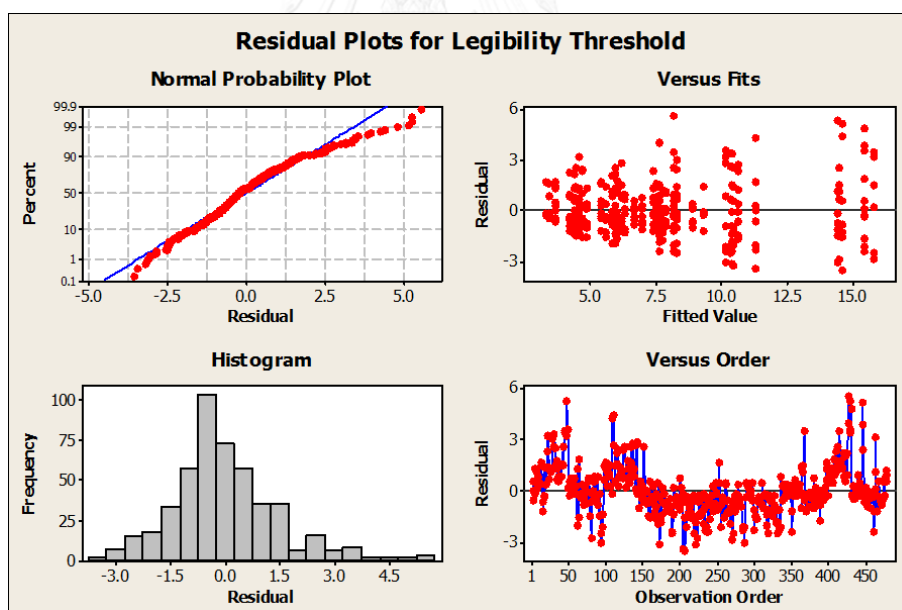 Residual Plots for Legibility Threshold
Normal Probability Plot
99.9
99
90
50
10
1
0.1
Percent
-5.0 -2.5 0.0 2.5 5.0
Residual
Versus Fits
6
3
0
-3
Residual
5.0 7.5 10.0 12.5 15.0
Fitted Value
Histogram
100
75
50
25
0
Frequency
-3.0 -1.5 0.0 1.5 3.0 4.5
Residual
Versus Order
6
3
0
-3
Residual
1 50 100 150 200 250 300 350 400 450
Observation Order